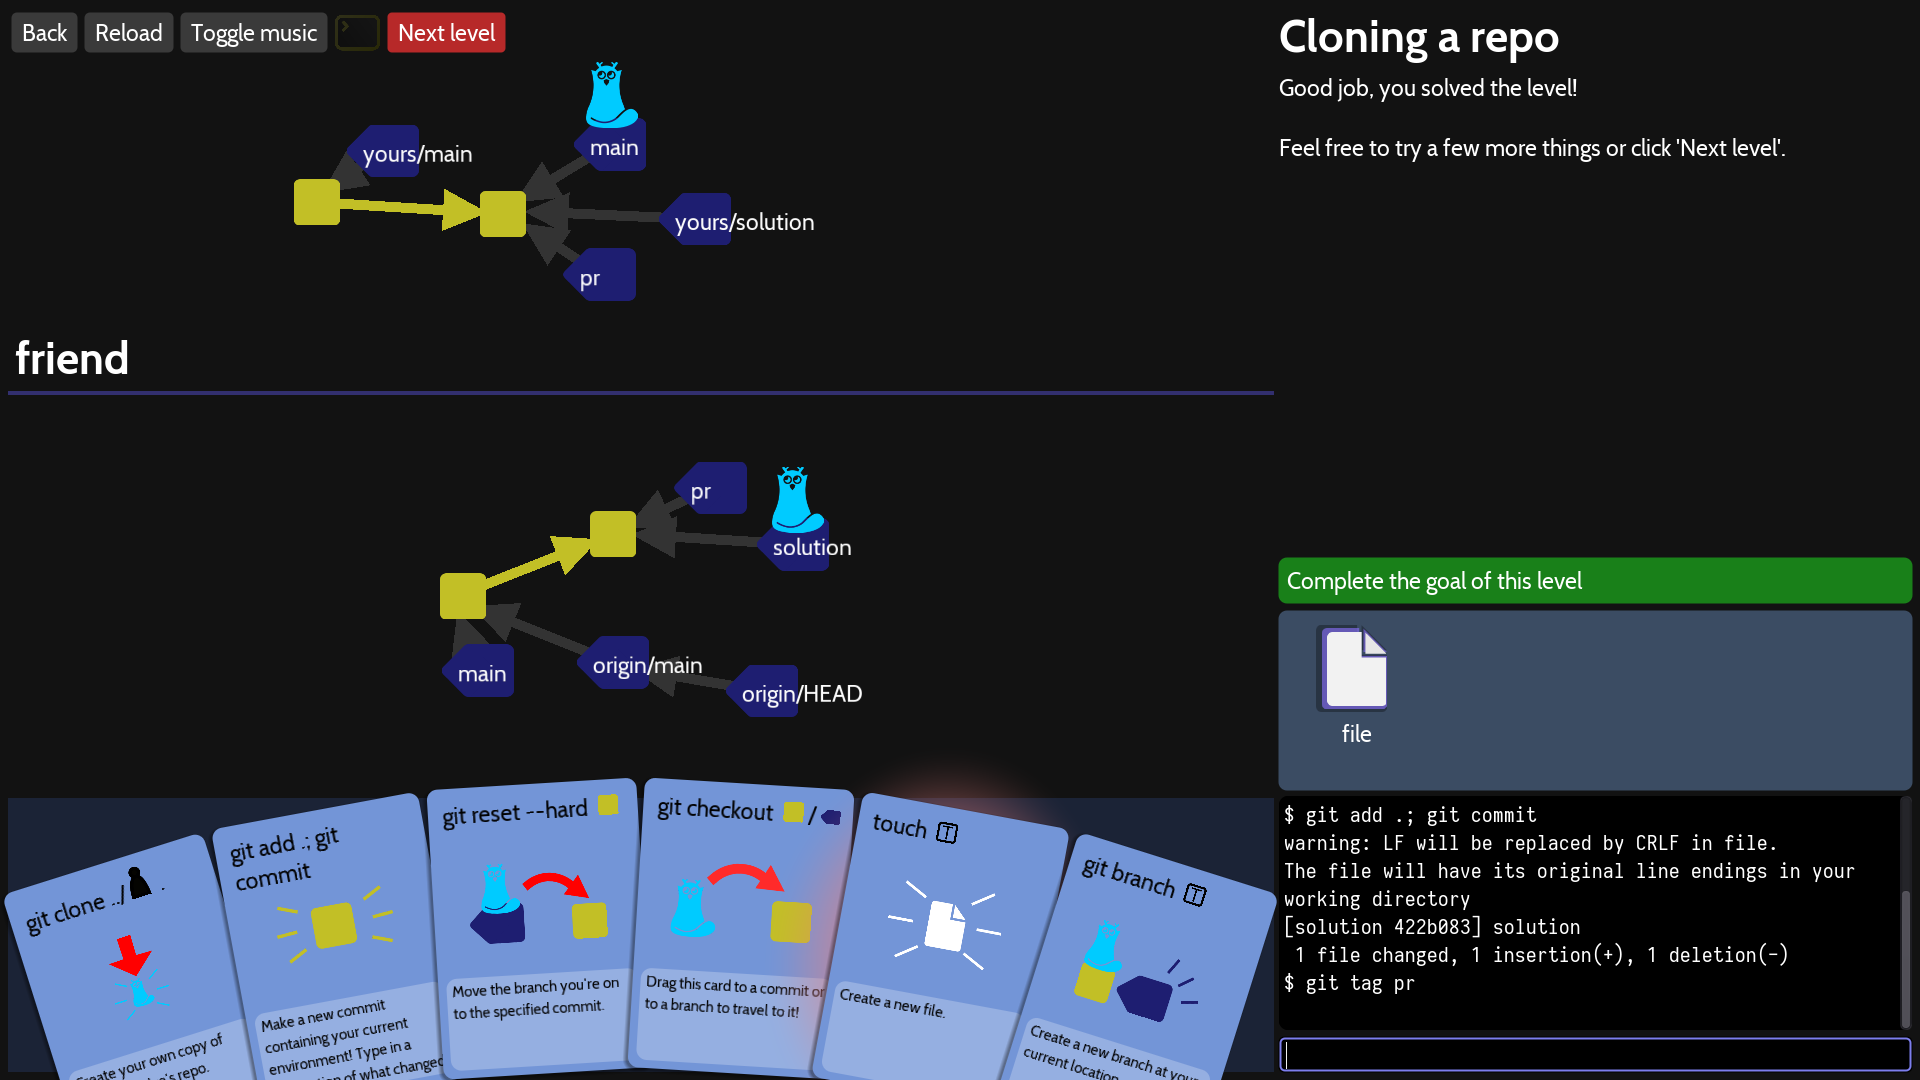 Back
Reload
Toggle music
Next level
yours/main
main
yours/solution
pr
friend
pr
solution
main
origin/main
origin/HEAD
git clone ../ .
Create your own copy of
's repo.
git add .; git
commit
Make a new commit
containing your current
environment! Type in a
of what changed
git reset --hard
Move the branch you're on
to the specified commit.
git checkout /
Drag this card to a commit or
to a branch to travel to it!
touch T
Create a new file.
git branch T
Create a new branch at your
current location.
Cloning a repo
Good job, you solved the level!
Feel free to try a few more things or click 'Next level'.
Complete the goal of this level
file
$ git add .; git commit
warning: LF will be replaced by CRLF in file.
The file will have its original line endings in your
working directory
[solution 422b083] solution
1 file changed, 1 insertion(+), 1 deletion(-)
$ git tag pr